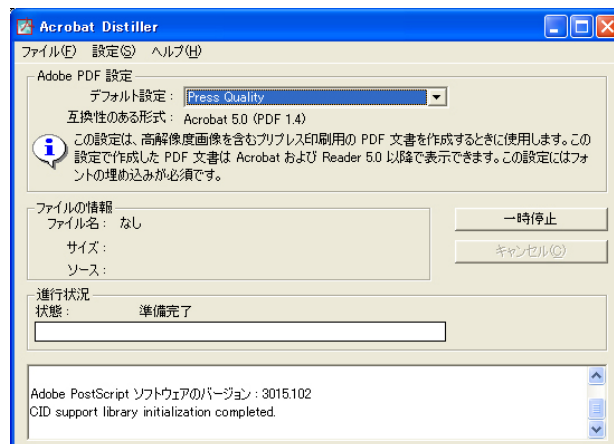 Acrobat Distiller
ファイル(F) 設定(S) ヘルプ(H)
Adobe PDF 設定
デフォルト設定 : Press Quality
互換性のある形式 : Acrobat 5.0 (PDF 1.4)
この設定は、高解像度画像を含むプリプレス印刷用の PDF 文書を作成するときに使用します。この
設定で作成した PDF 文書は Acrobat および Reader 5.0 以降で表示できます。この設定にはフォ
ントの埋め込みが必須です。
ファイルの情報
ファイル名 : なし
一時停止
サイズ :
キャンセル(C)
ソース :
進行状況
状態 : 準備完了
Adobe PostScript ソフトウェアのバージョン : 3015.102
CID support library initialization completed.